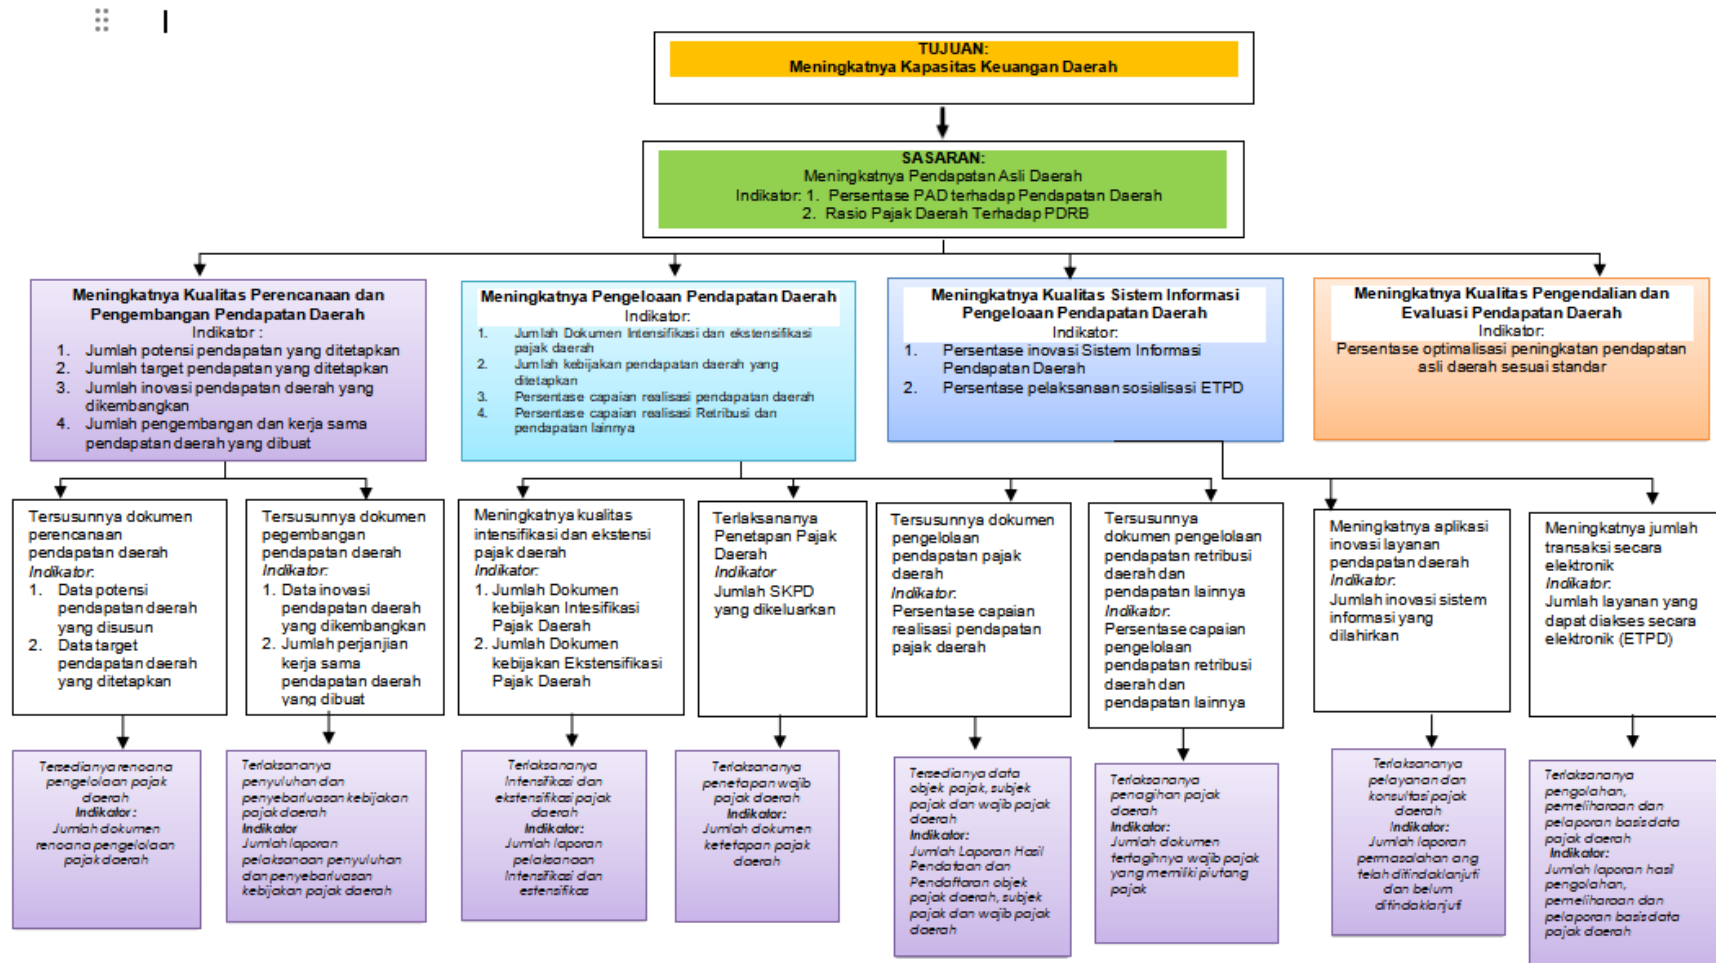 TUJUAN:
Meningkatnya Kapasitas Keuangan Daerah
SASARAN:
Meningkatnya Pendapatan Asli Daerah
Indikator: 1. Persentase PAD terhadap Pendapatan Daerah
2. Rasio Pajak Daerah Terhadap PDRB
Meningkatnya Kualitas Perencanaan dan
Pengembangan Pendapatan Daerah
Indikator :
1. Jumlah potensi pendapatan yang ditetapkan
2. Jumlah target pendapatan yang ditetapkan
3. Jumlah inovasi pendapatan daerah yang
dikembangkan
4. Jumlah pengembangan dan kerja sama
pendapatan daerah yang dibuat
Meningkatnya Pengeloaan Pendapatan Daerah
Indikator:
1. Jumlah Dokumen Intensifikasi dan ekstensifikasi
pajak daerah
2. Jumlah kebijakan pendapatan daerah yang
ditetapkan
3. Persentase capaian realisasi pendapatan daerah
4. Persentase capaian realisasi Retribusi dan
pendapatan lainnya
Meningkatnya Kualitas Sistem Informasi
Pengeloaan Pendapatan Daerah
Indikator:
1. Persentase inovasi Sistem Informasi
Pendapatan Daerah
2. Persentase pelaksanaan sosialisasi ETPD
Meningkatnya Kualitas Pengendalian dan
Evaluasi Pendapatan Daerah
Indikator:
Persentase optimalisasi peningkatan pendapatan
asli daerah sesuai standar
Tersusunnya dokumen
perencanaan
pendapatan daerah
Indikator:
1. Data potensi
pendapatan daerah
yang disusun
2. Data target
pendapatan daerah
yang ditetapkan
Tersusunnya dokumen
pegembangan
pendapatan daerah
Indikator:
1. Data inovasi
pendapatan daerah
yang dikembangkan
2. Jumlah perjanjian
kerja sama
pendapatan daerah
yang dibuat
Meningkatnya kualitas
intensifikasi dan ekstensi
pajak daerah
Indikator:
1. Jumlah Dokumen
kebijakan Intesifikasi
Pajak Daerah
2. Jumlah Dokumen
kebijakan Ekstensifikasi
Pajak Daerah
Terlaksananya
Penetapan Pajak
Daerah
Indikator
Jumlah SKPD
yang dikeluarkan
Tersusunnya dokumen
pengelolaan
pendapatan pajak
daerah
Indikator:
Persentase capaian
realisasi pendapatan
pajak daerah
Tersusunnya
dokumen pengelolaan
pendapatan retribusi
daerah dan
pendapatan lainnya
Indikator:
Persentase capaian
pengelolaan
pendapatan retribusi
daerah dan
pendapatan lainnya
Meningkatnya aplikasi
inovasi layanan
pendapatan daerah
Indikator:
Jumlah inovasi sistem
informasi yang
dilahirkan
Meningkatnya jumlah
transaksi secara
elektronik
Indikator:
Jumlah layanan yang
dapat diakses secara
elektronik (ETPD)
Tersedianya rencana
pengelolaan pajak
daerah
Indikator:
Jumlah dokumen
rencana pengelolaan
pajak daerah
Terlaksananya
penyuluhan dan
penyebarluasan kebijakan
pajak daerah
Indikator
Jumlah laporan
pelaksanaan penyuluhan
dan penyebarluasan
kebijakan pajak daerah
Terlaksananya
Intensifikasi dan
ekstensifikasi pajak
daerah
Indikator:
Jumlah laporan
pelaksanaan
Intensifikasi dan
estensifikas
Terlaksananya
penetapan wajib
pajak daerah
Indikator:
Jumlah dokumen
ketetapan pajak
daerah
Tersedianya data
objek pajak, subjek
pajak dan wajib pajak
daerah
Indikator:
Jumlah Laporan Hasil
Pendataan dan
Pendaftaran objek
pajak daerah, subjek
pajak dan wajib pajak
daerah
Terlaksananya
penagihan pajak
daerah
Indikator:
Jumlah dokumen
tertagihnya wajib pajak
yang memiliki piutang
pajak
Terlaksananya
pelayanan dan
konsultasi pajak
daerah
Indikator:
Jumlah laporan
permasalahan ang
telah ditindaklanjuti
dan belum
ditindaklanjuti
Terlaksananya
pengolahan,
pemeliharaan dan
pelaporan basis data
pajak daerah
Indikator:
Jumlah laporan hasil
pengolahan,
pemeliharaan dan
pelaporan basis data
pajak daerah